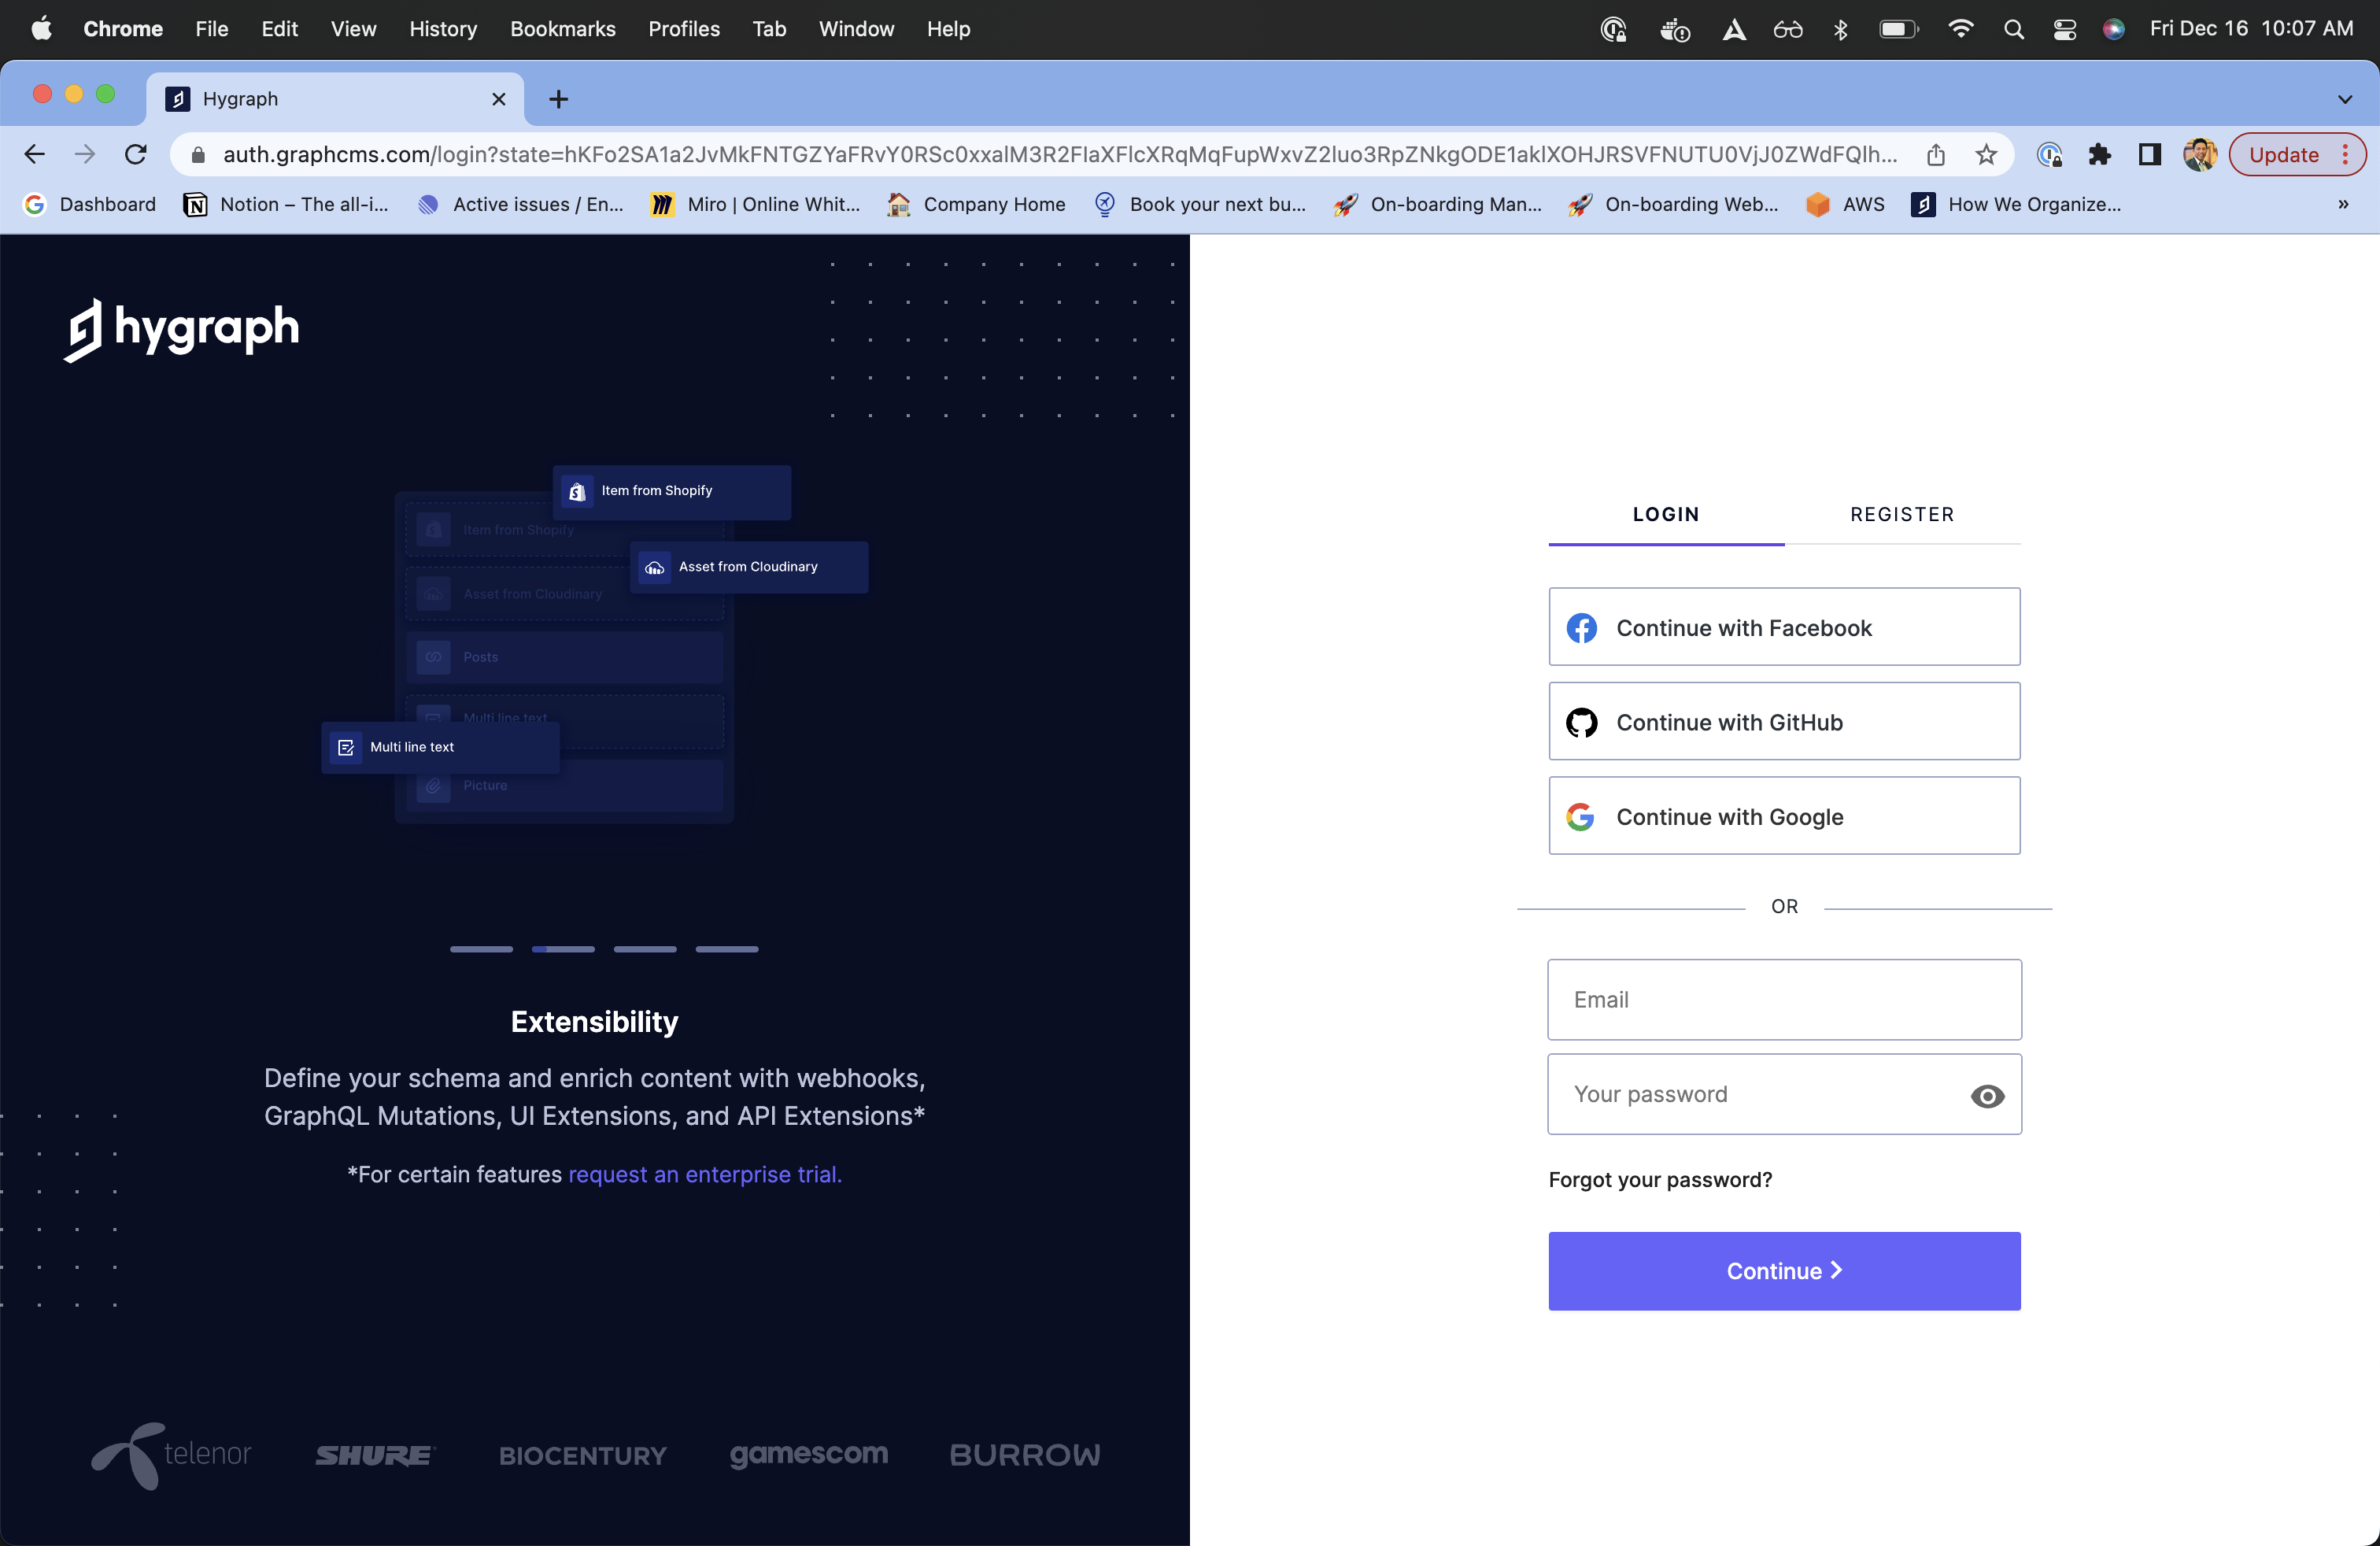 Chrome File Edit View History Bookmarks Profiles Tab Window Help Fri Dec 16 10:07 AM
Hygraph
auth.graphcms.com/login?state=hKFo2SA1a2JvMkFNTGZYaFRvY0RSc0xxalM3R2FIaXFlcXRqMqFupWxvZ2luo3RpZNkgODE1aklXOHJRSVFNUTU0VjJ0ZWdFQlh... Update
Dashboard Notion – The all-i... Active issues / En... Miro | Online Whit... Company Home Book your next bu... On-boarding Man... On-boarding Web... AWS How We Organize... »
hygraph
Item from Shopify
Item from Shopify
Asset from Cloudinary
Asset from Cloudinary
Posts
Multi line text
Multi line text
Picture
Extensibility
Define your schema and enrich content with webhooks,
GraphQL Mutations, UI Extensions, and API Extensions*
*For certain features request an enterprise trial.
telenor SHURE BIOCENTURY gamescom BURROW
LOGIN REGISTER
Continue with Facebook
Continue with GitHub
Continue with Google
OR
Email
Your password
Forgot your password?
Continue